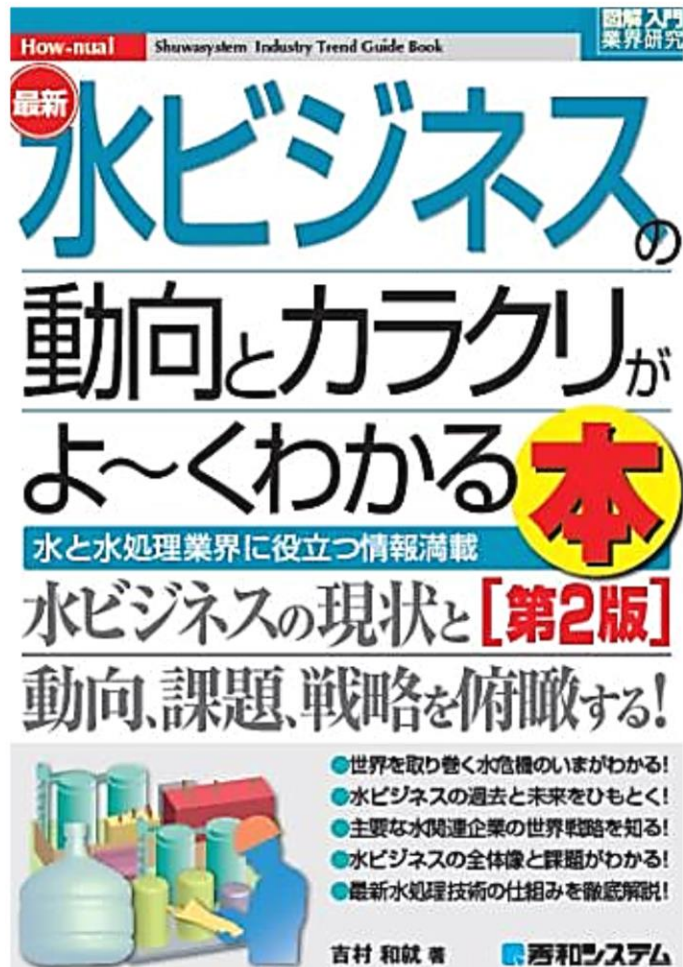 図解入門
業界研究
How-nual Shuwasystem Industry Trend Guide Book
最新
水ビジネスの
動向とカラクリが
よ～くわかる本
水と水処理業界に役立つ情報満載
水ビジネスの現状と[第2版]
動向、課題、戦略を俯瞰する!
●世界を取り巻く水危機のいまがわかる!
●水ビジネスの過去と未来をひもとく!
●主要な水関連企業の世界戦略を知る!
●水ビジネスの全体像と課題がわかる!
●最新水処理技術の仕組みを徹底解説!
吉村 和就 著 秀和システム